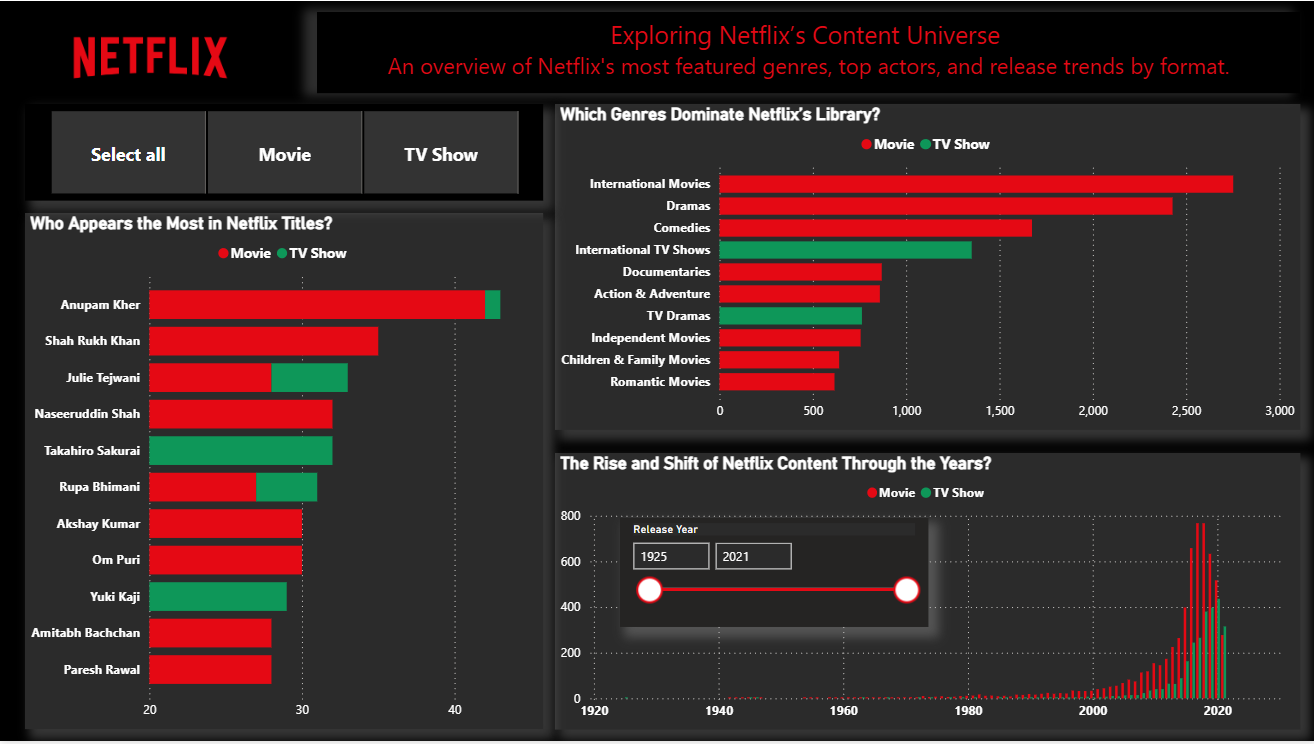 NETFLIX
Exploring Netflix's Content Universe
An overview of Netflix's most featured genres, top actors, and release trends by format.
Select all
Movie
TV Show
Who Appears the Most in Netflix Titles?
Movie TV Show
Anupam Kher
Shah Rukh Khan
Julie Tejwani
Naseeruddin Shah
Takahiro Sakurai
Rupa Bhimani
Akshay Kumar
Om Puri
Yuki Kaji
Amitabh Bachchan
Paresh Rawal
20 30 40
Which Genres Dominate Netflix's Library?
Movie TV Show
International Movies
Dramas
Comedies
International TV Shows
Documentaries
Action & Adventure
TV Dramas
Independent Movies
Children & Family Movies
Romantic Movies
0 500 1,000 1,500 2,000 2,500 3,000
The Rise and Shift of Netflix Content Through the Years?
Movie TV Show
800
600
400
200
0
Release Year
1925 2021
1920 1940 1960 1980 2000 2020